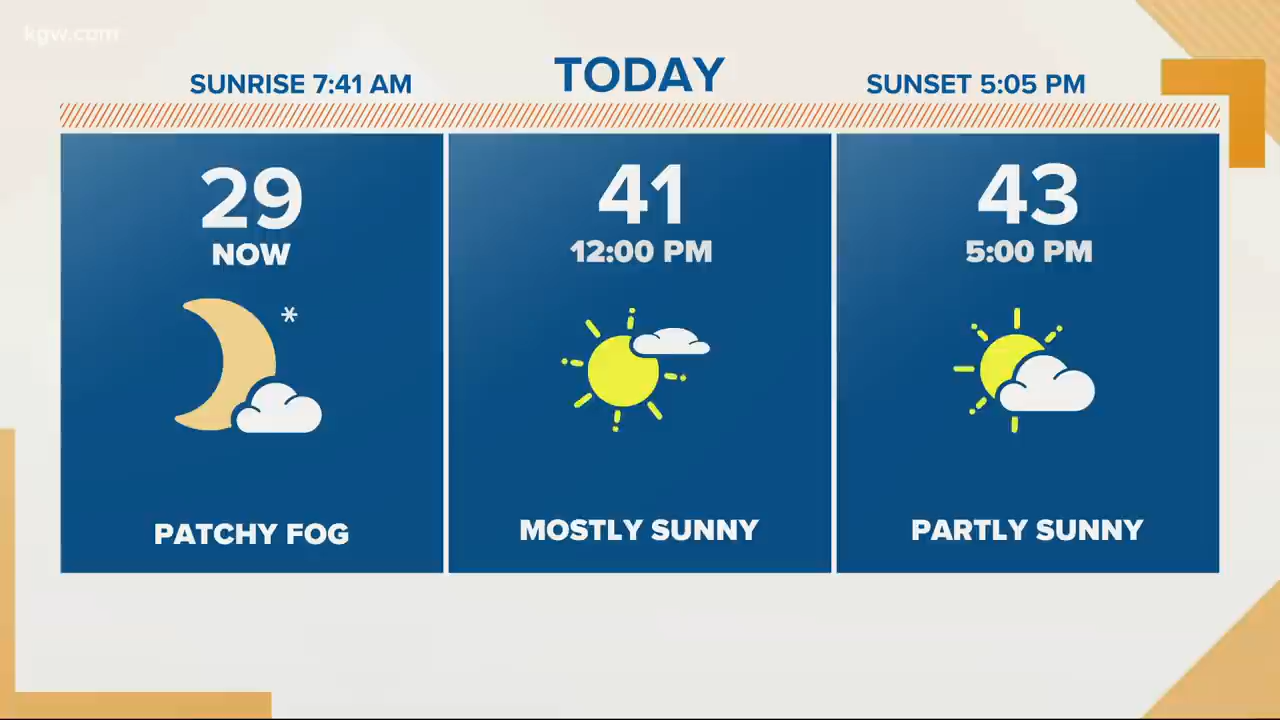 kgw.com
SUNRISE 7:41 AM
TODAY
SUNSET 5:05 PM
29
NOW
PATCHY FOG
41
12:00 PM
MOSTLY SUNNY
43
5:00 PM
PARTLY SUNNY